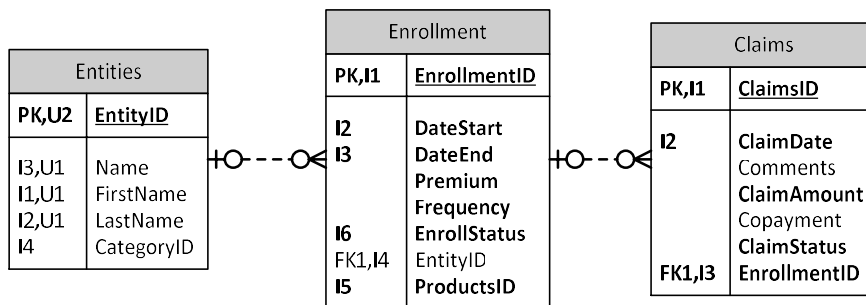 Entities
PK,U2 EntityID
I3,U1 Name
I1,U1 FirstName
I2,U1 LastName
I4 CategoryID
Enrollment
PK,I1 EnrollmentID
I2 DateStart
I3 DateEnd
Premium
Frequency
I6 EnrollStatus
FK1,I4 EntityID
I5 ProductsID
Claims
PK,I1 ClaimsID
I2 ClaimDate
Comments
ClaimAmount
Copayment
ClaimStatus
FK1,I3 EnrollmentID